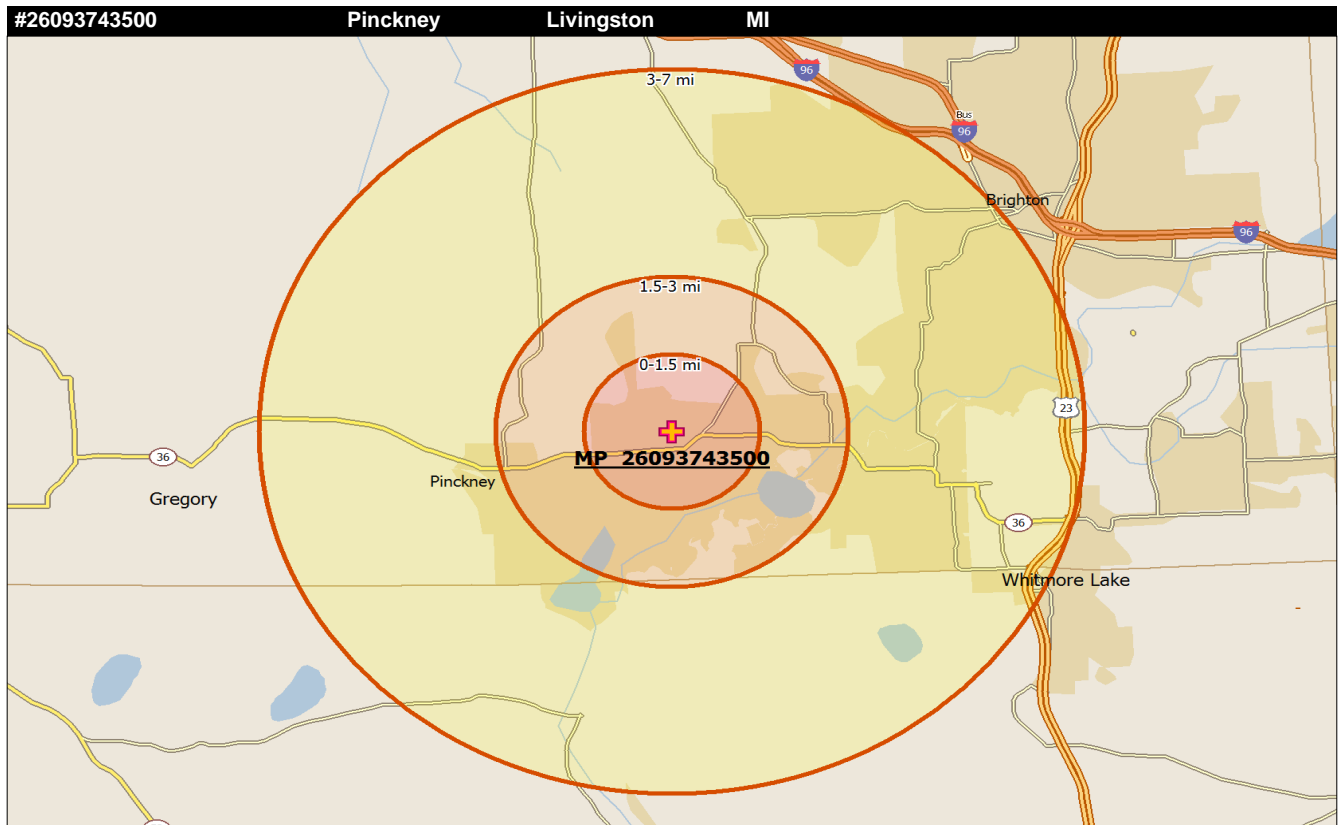 #26093743500 Pinckney Livingston MI
96
3-7 mi
Bus
96
Brighton
96
1.5-3 mi
0-1.5 mi
23
36
MP 26093743500
Pinckney
Gregory
36
Whitmore Lake